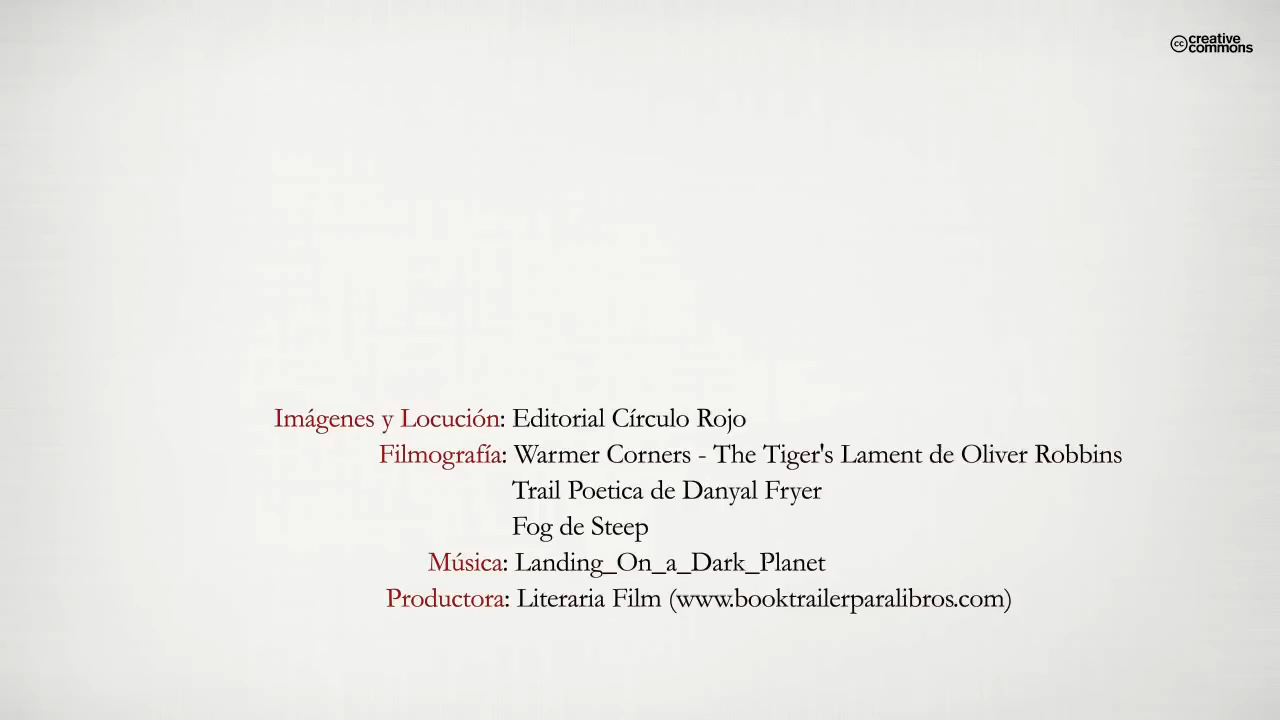 creative
commons
Imágenes y Locución: Editorial Círculo Rojo
Filmografía: Warmer Corners - The Tiger's Lament de Oliver Robbins
Trail Poetica de Danyal Fryer
Fog de Steep
Música: Landing_On_a_Dark_Planet
Productora: Literaria Film (www.booktrailerparalibros.com)